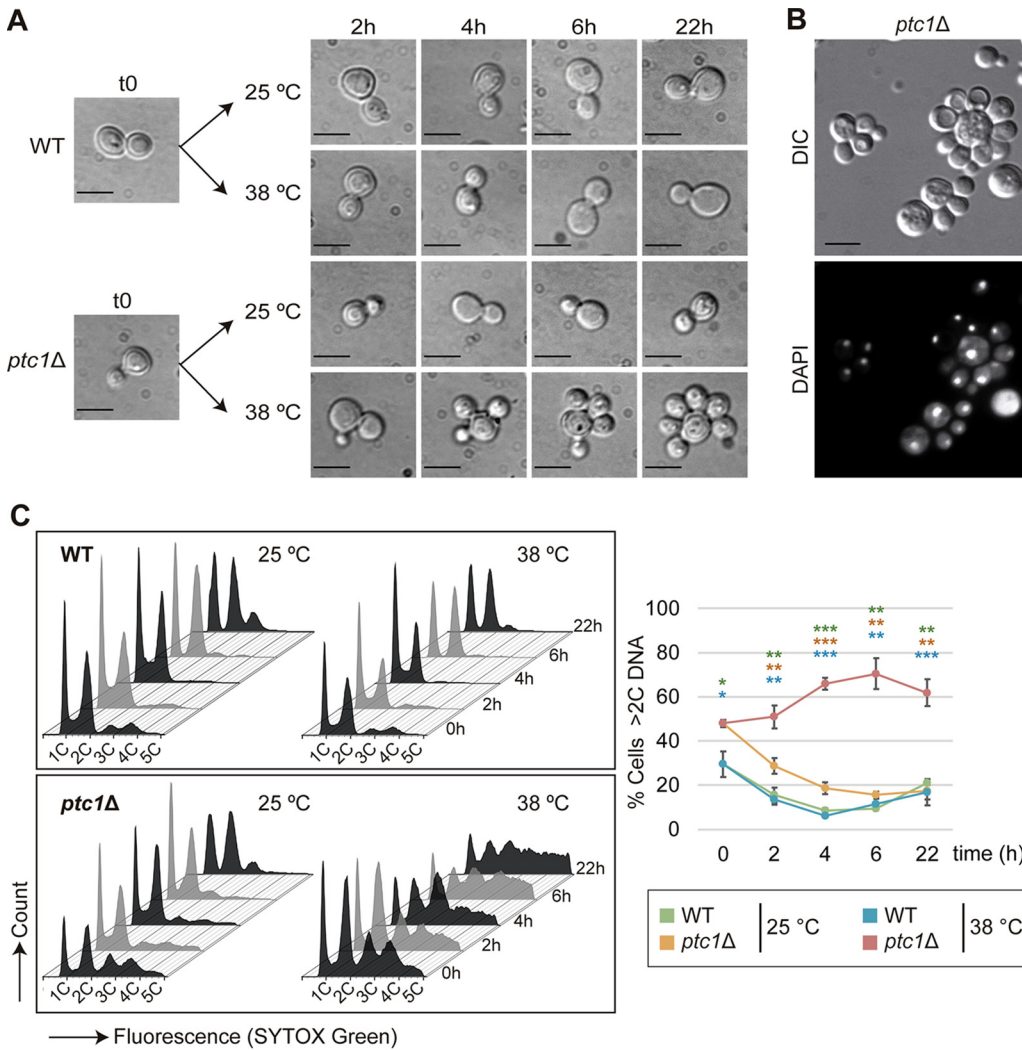 A
B
2h 4h 6h 22h
ptc1Δ
t0
25 ºC
WT
38 ºC
DIC
t0
25 ºC
ptc1Δ
38 ºC
DAPI
C
WT 25 ºC 38 ºC
22h
6h
4h
2h
0h
1C 2C 3C 4C 5C
1C 2C 3C 4C 5C
ptc1Δ 25 ºC 38 ºC
22h
6h
4h
2h
0h
1C 2C 3C 4C 5C
1C 2C 3C 4C 5C
Count
Fluorescence (SYTOX Green)
% Cells >2C DNA
100
80
60
40
20
0
* *
** ** **
*** *** ***
** ** **
** ** ***
0 2 4 6 22 time (h)
WT
ptc1Δ
25 °C
WT
ptc1Δ
38 °C